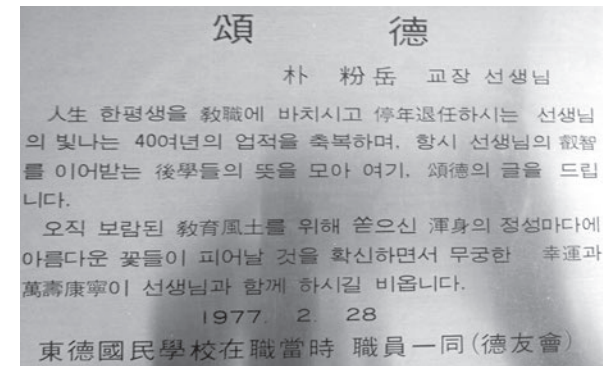 頌 德
朴 粉岳 교장 선생님
人生 한평생을 敎職에 바치시고 停年退任하시는 선생님
의 빛나는 40여년의 업적을 축복하며, 항시 선생님의 叡智
를 이어받는 後學들의 뜻을 모아 여기, 頌德의 글을 드립
니다.
오직 보람된 敎育風土를 위해 쏟으신 渾身의 정성마다에
아름다운 꽃들이 피어날 것을 확신하면서 무궁한 幸運과
萬壽康寧이 선생님과 함께 하시길 비옵니다.
1977. 2. 28
東德國民學校在職當時 職員一同(德友會)